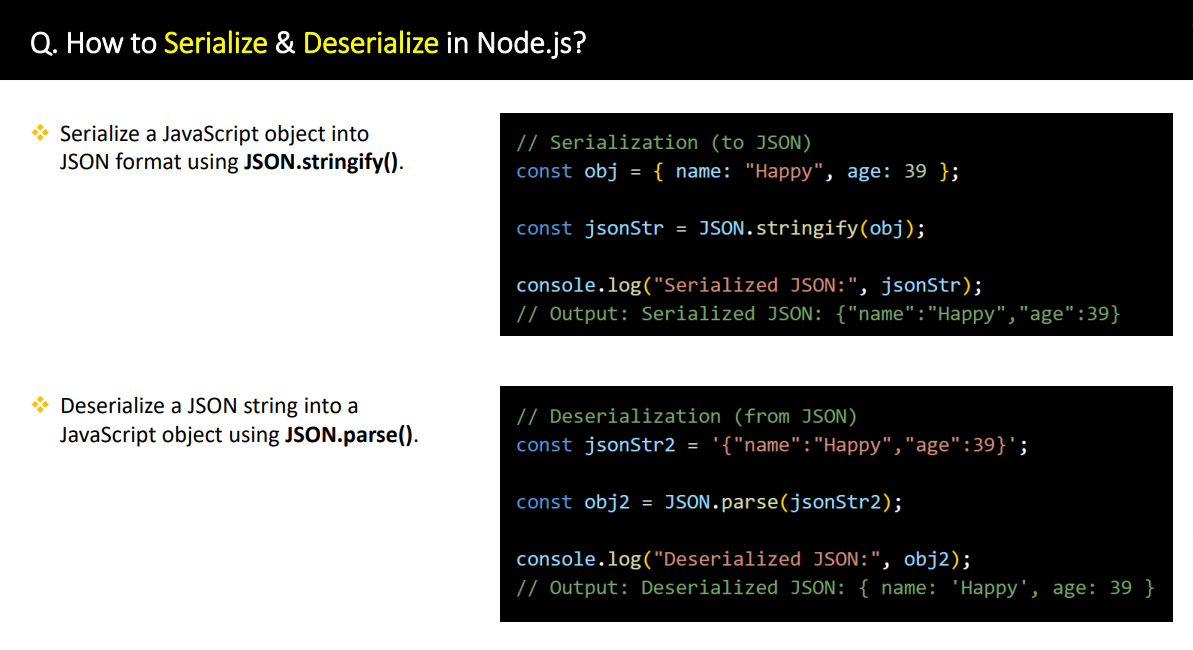 Q. How to Serialize & Deserialize in Node.js?
Serialize a JavaScript object into
JSON format using JSON.stringify().
// Serialization (to JSON)
const obj = { name: "Happy", age: 39 };
const jsonStr = JSON.stringify(obj);
console.log("Serialized JSON:", jsonStr);
// Output: Serialized JSON: {"name":"Happy","age":39}
Deserialize a JSON string into a
JavaScript object using JSON.parse().
// Deserialization (from JSON)
const jsonStr2 = '{"name":"Happy","age":39}';
const obj2 = JSON.parse(jsonStr2);
console.log("Deserialized JSON:", obj2);
// Output: Deserialized JSON: { name: 'Happy', age: 39 }